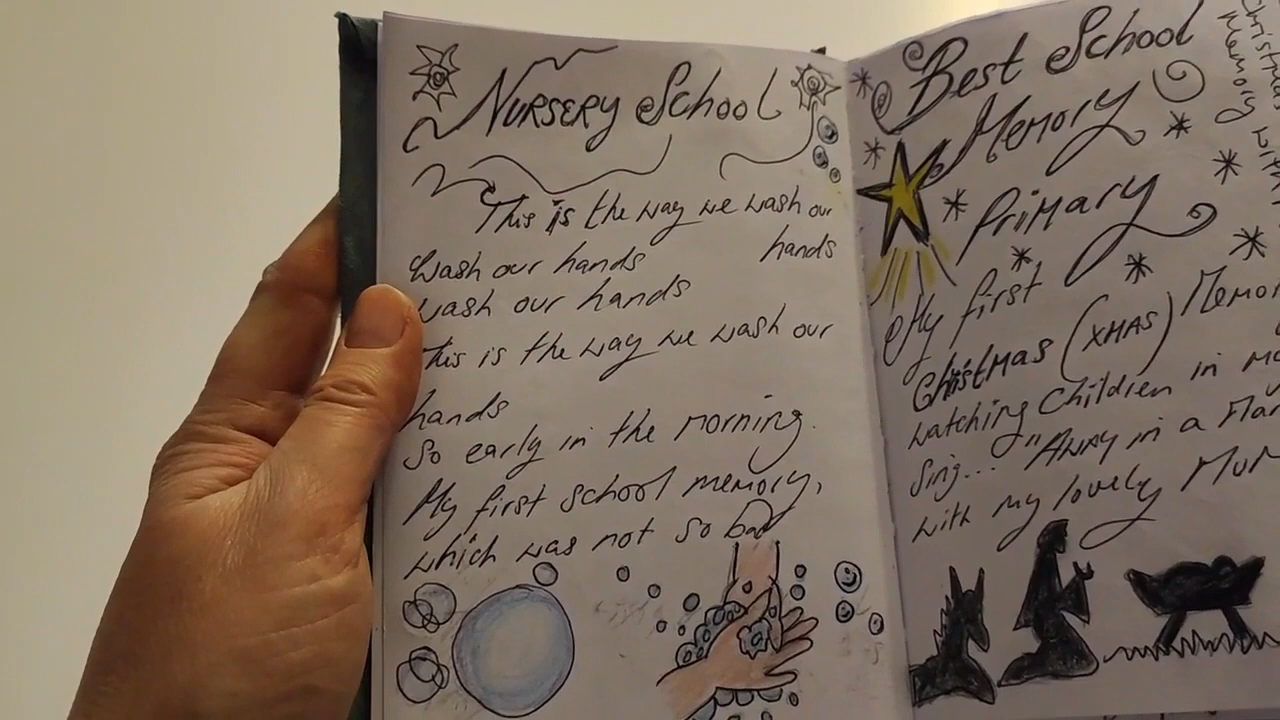 Nursery School
This is the way we wash our
hands
Wash our hands
wash our hands
This is the way we wash our
hands
So early in the morning.
My first school memory,
which was not so bad
Best School
Memory
Primary
My first
Christmas (XMAS)
watching Children in
Sing... "Away in a
with my lovely
Memory with